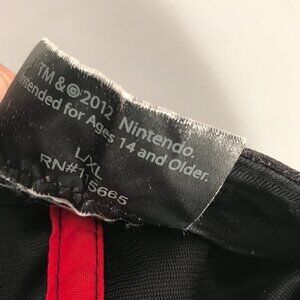 TM & ©2012 Nintendo.
Intended for Ages 14 and Older.
L/XL
RN#15665